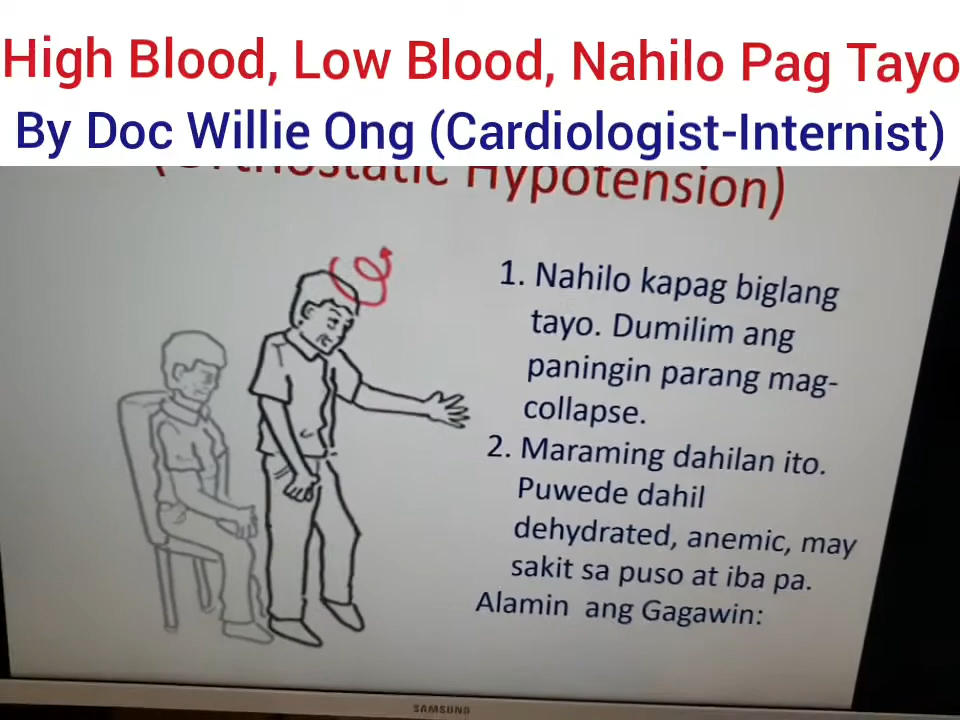 High Blood, Low Blood, Nahilo Pag Tayo
By Doc Willie Ong (Cardiologist-Internist)
(Orthostatic Hypotension)
1. Nahilo kapag biglang
tayo. Dumilim ang
paningin parang mag-
collapse.
2. Maraming dahilan ito.
Puwede dahil
dehydrated, anemic, may
sakit sa puso at iba pa.
Alamin ang Gagawin:
SAMSUNG